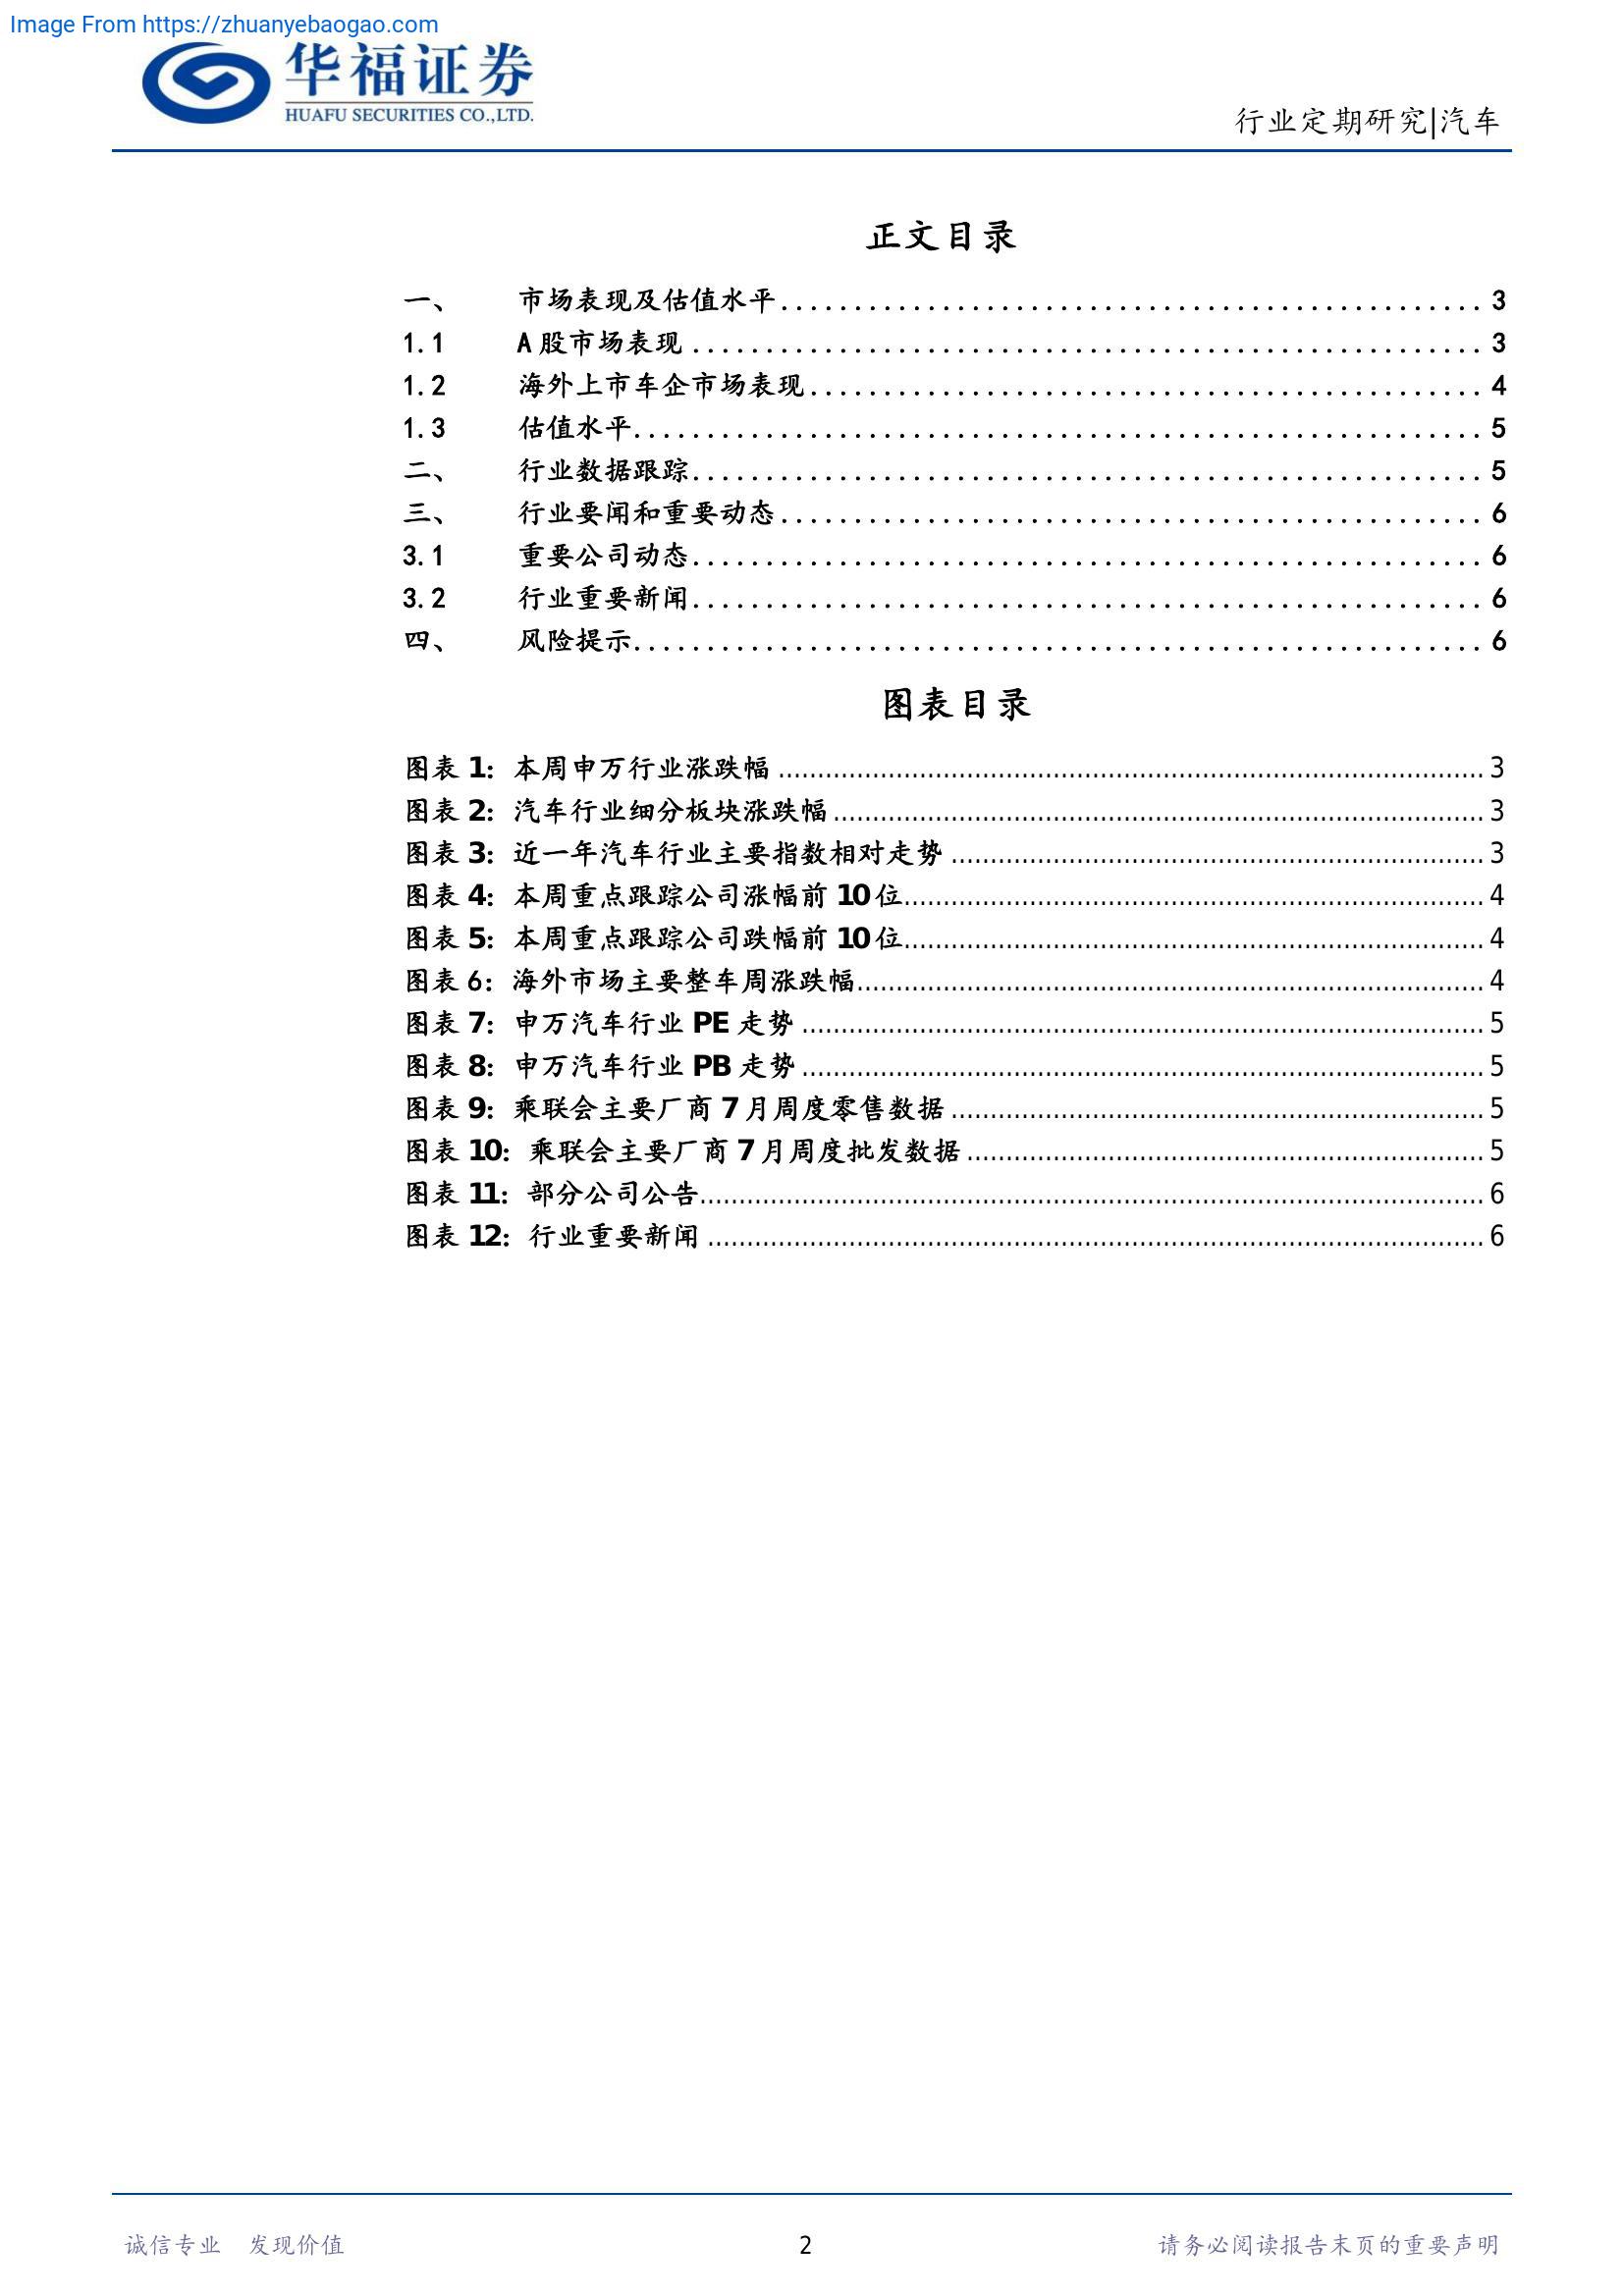 Image From https://zhuanyebaogao.com
华福证券
HUAFU SECURITIES CO.,LTD.
行业定期研究|汽车
正文目录
一、 市场表现及估值水平................................................ 3
1.1 A 股市场表现...................................................... 3
1.2 海外上市车企市场表现.............................................. 4
1.3 估值水平.......................................................... 5
二、 行业数据跟踪...................................................... 5
三、 行业要闻和重要动态................................................ 6
3.1 重要公司动态...................................................... 6
3.2 行业重要新闻...................................................... 6
四、 风险提示.......................................................... 6
图表目录
图表 1：本周申万行业涨跌幅 ........................................ 3
图表 2：汽车行业细分板块涨跌幅 .................................... 3
图表 3：近一年汽车行业主要指数相对走势 ............................ 3
图表 4：本周重点跟踪公司涨幅前 10 位 ............................... 4
图表 5：本周重点跟踪公司跌幅前 10 位 ............................... 4
图表 6：海外市场主要整车周涨跌幅 .................................. 4
图表 7：申万汽车行业 PE 走势 ...................................... 5
图表 8：申万汽车行业 PB 走势 ...................................... 5
图表 9：乘联会主要厂商 7 月周度零售数据 ............................ 5
图表 10：乘联会主要厂商 7 月周度批发数据 ........................... 5
图表 11：部分公司公告 ............................................. 6
图表 12：行业重要新闻 ............................................. 6
诚信专业 发现价值
2
请务必阅读报告末页的重要声明